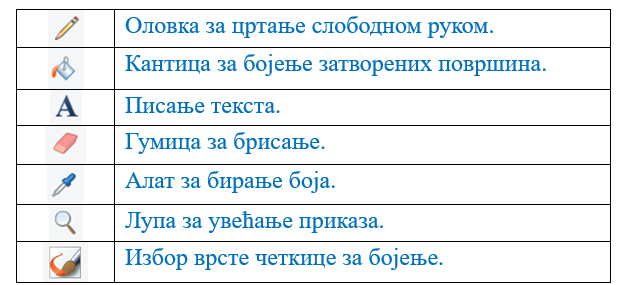 Оловка за цртање слободном руком.
Кантица за бојење затворених површина.
Писање текста.
Гумица за брисање.
Алат за бирање боја.
Лупа за увећање приказа.
Избор врсте четкице за бојење.